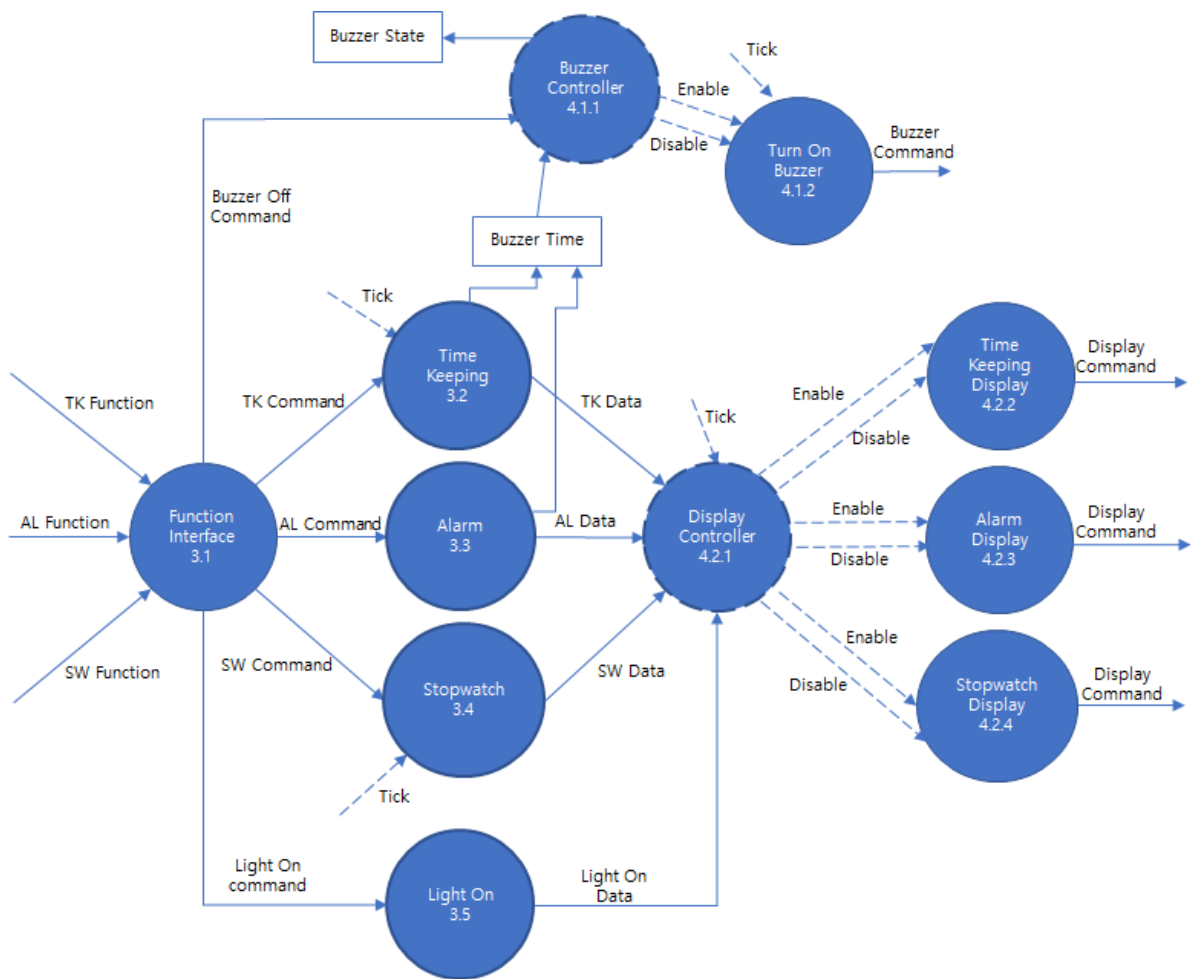 Buzzer State
Buzzer
Controller
4.1.1
Tick
Enable
Disable
Turn On
Buzzer
4.1.2
Buzzer
Command
Buzzer Off
Command
Buzzer Time
Tick
Time
Keeping
3.2
TK Function
TK Command
TK Data
Tick
Enable
Disable
Time
Keeping
Display
4.2.2
Display
Command
AL Function
Function
Interface
3.1
AL Command
Alarm
3.3
AL Data
Display
Controller
4.2.1
Enable
Disable
Alarm
Display
4.2.3
Display
Command
SW Function
SW Command
Stopwatch
3.4
SW Data
Enable
Disable
Stopwatch
Display
4.2.4
Display
Command
Tick
Light On
command
Light On
3.5
Light On
Data